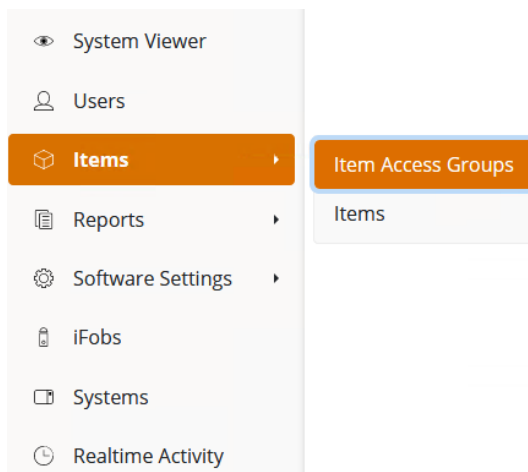 System Viewer
Users
Items
Item Access Groups
Reports
Items
Software Settings
iFobs
Systems
Realtime Activity